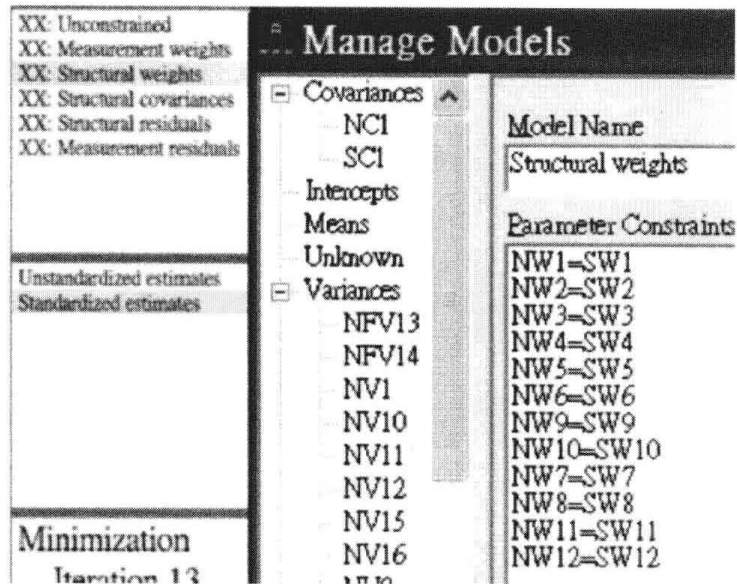 XX: Unconstrained
XX: Measurement weights
XX: Structural weights
XX: Structural covariances
XX: Structural residuals
XX: Measurement residuals
Unstandardized estimates
Standardized estimates
Minimization
Iteration 13
Manage Models
Covariances
NC1
SC1
Intercepts
Means
Unknown
Variances
NFV13
NFV14
NV1
NV10
NV11
NV12
NV15
NV16
Model Name
Structural weights
Parameter Constraints
NW1=SW1
NW2=SW2
NW3=SW3
NW4=SW4
NW5=SW5
NW6=SW6
NW9=SW9
NW10=SW10
NW7=SW7
NW8=SW8
NW11=SW11
NW12=SW12